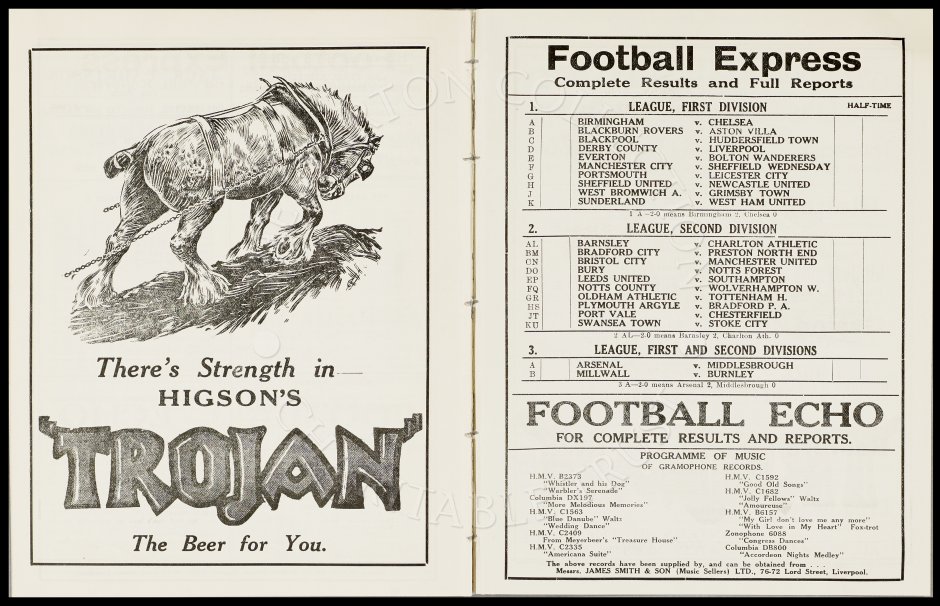 There's Strength in
HIGSON'S
"TROJAN"
The Beer for You.
Football Express
Complete Results and Full Reports
1. LEAGUE, FIRST DIVISION HALF-TIME
A BIRMINGHAM v. CHELSEA
B BLACKBURN ROVERS v. ASTON VILLA
C BLACKPOOL v. HUDDERSFIELD TOWN
D DERBY COUNTY v. LIVERPOOL
E EVERTON v. BOLTON WANDERERS
F MANCHESTER CITY v. SHEFFIELD WEDNESDAY
G PORTSMOUTH v. LEICESTER CITY
H SHEFFIELD UNITED v. NEWCASTLE UNITED
J WEST BROMWICH A. v. GRIMSBY TOWN
K SUNDERLAND v. WEST HAM UNITED
1 A—2-0 means Birmingham 2, Chelsea 0
2. LEAGUE, SECOND DIVISION
AL BARNSLEY v. CHARLTON ATHLETIC
BM BRADFORD CITY v. PRESTON NORTH END
CN BRISTOL CITY v. MANCHESTER UNITED
DO BURY v. NOTTS FOREST
EP LEEDS UNITED v. SOUTHAMPTON
FQ NOTTS COUNTY v. WOLVERHAMPTON W.
GR OLDHAM ATHLETIC v. TOTTENHAM H.
HS PLYMOUTH ARGYLE v. BRADFORD P. A.
JT PORT VALE v. CHESTERFIELD
KU SWANSEA TOWN v. STOKE CITY
2 AL—2-0 means Barnsley 2, Charlton Ath. 0
3. LEAGUE, FIRST AND SECOND DIVISIONS
A ARSENAL v. MIDDLESBROUGH
B MILLWALL v. BURNLEY
3 A—2-0 means Arsenal 2, Middlesbrough 0
FOOTBALL ECHO
FOR COMPLETE RESULTS AND REPORTS.
PROGRAMME OF MUSIC
OF GRAMOPHONE RECORDS.
H.M.V. B2373
"Whistler and his Dog"
"Warbler's Serenade"
Columbia DX197
"More Melodious Memories"
H.M.V. C1563
"Blue Danube" Waltz
"Wedding Dance"
H.M.V. C2409
From Meyerbeer's "Treasure House"
H.M.V. C2335
"Americana Suite"
H.M.V. C1592
"Good Old Songs"
H.M.V. C1682
"Jolly Fellows" Waltz
"Amoureuse"
H.M.V. B6157
"My Girl don't love me any more"
"With Love in My Heart" Fox-trot
Zonophone 6088
"Congress Dances"
Columbia DB800
"Accordeon Nights Medley"
The above records have been supplied by, and can be obtained from . . .
Messrs. JAMES SMITH & SON (Music Sellers) LTD., 76-72 Lord Street, Liverpool.